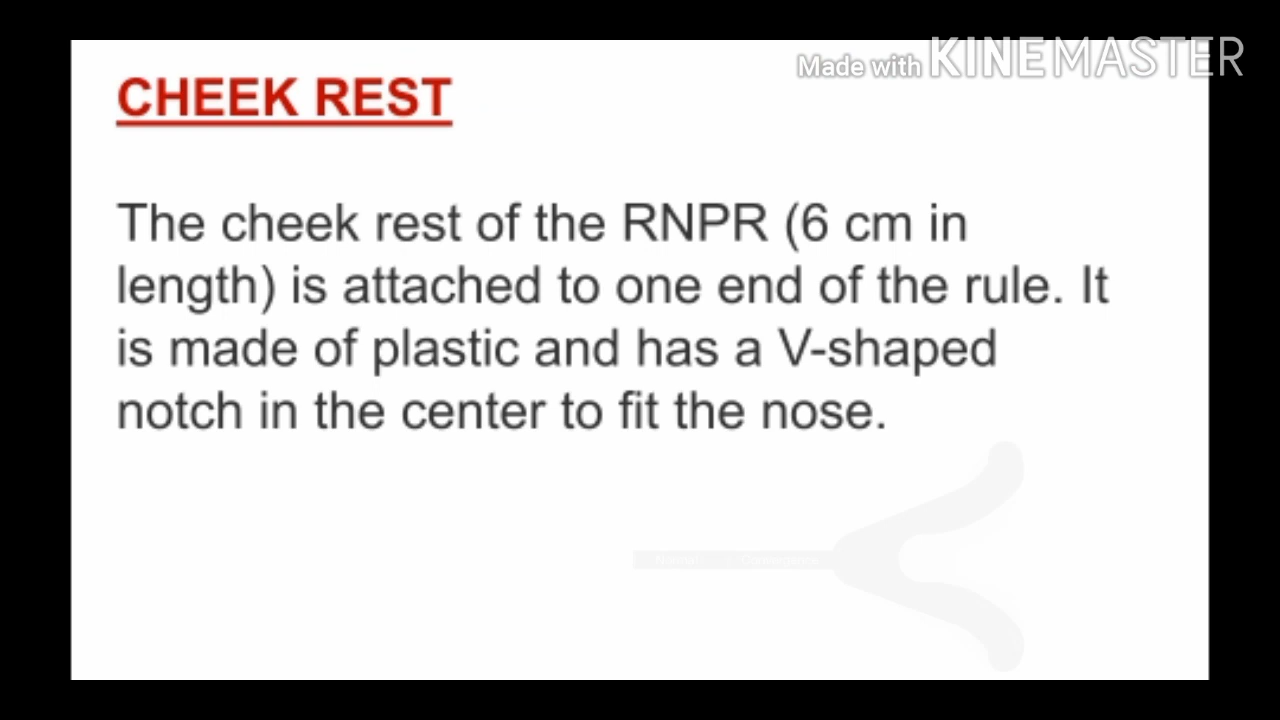 Made with KINEMASTER
CHEEK REST
The cheek rest of the RNPR (6 cm in
length) is attached to one end of the rule. It
is made of plastic and has a V-shaped
notch in the center to fit the nose.